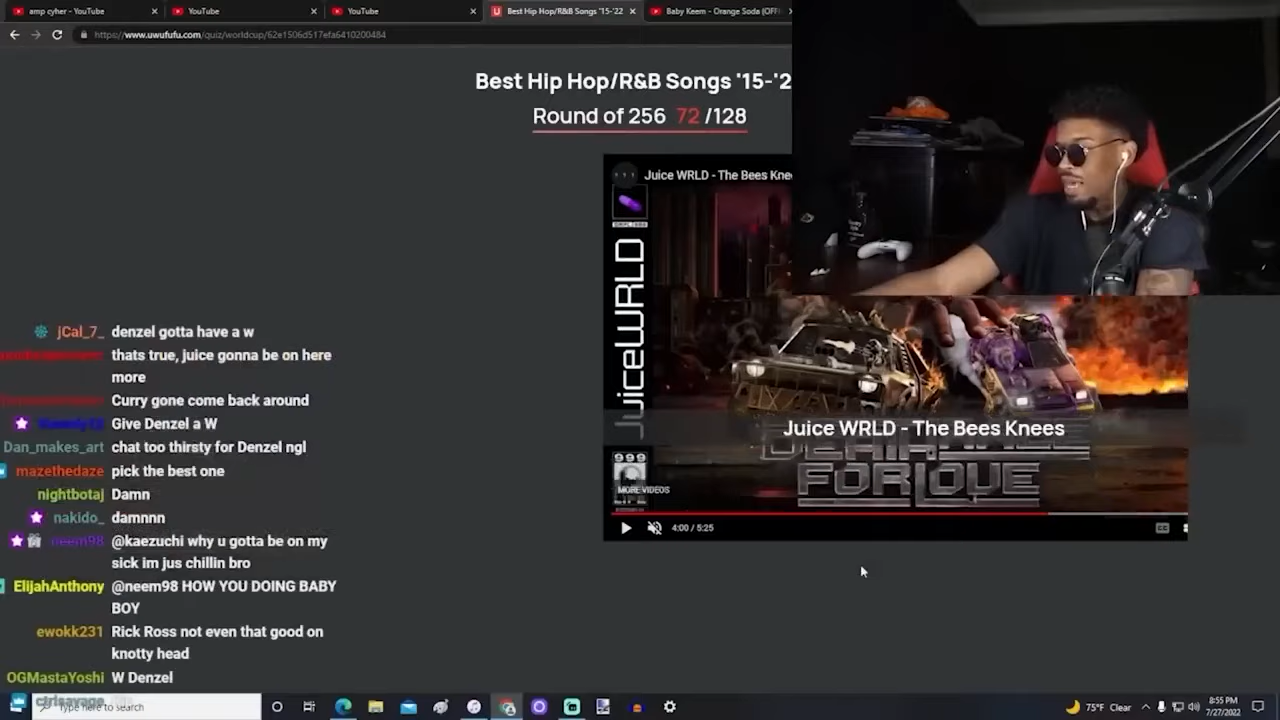 amp cyher - YouTube
YouTube
YouTube
Best Hip Hop/R&B Songs '15-'22
Baby Keem - Orange Soda (OFFI
https://www.uwufufu.com/quiz/worldcup/62e1506d517efa6410200484
Best Hip Hop/R&B Songs '15-'2
Round of 256 72 /128
Juice WRLD - The Bees Knee
JuiceWRLD
Juice WRLD - The Bees Knees
FOR LOVE
999
MORE VIDEOS
4:00 / 5:25
jCal_7_ denzel gotta have a w
thats true, juice gonna be on here
more
Curry gone come back around
Give Denzel a W
Dan_makes_art chat too thirsty for Denzel ngl
mazethedaze pick the best one
nightbotaj Damn
nakido_ damnnn
neem98 @kaezuchi why u gotta be on my
sick im jus chillin bro
ElijahAnthony @neem98 HOW YOU DOING BABY
BOY
ewokk231 Rick Ross not even that good on
knotty head
OGMastaYoshi W Denzel
ctrlsavage
Type here to search
75°F Clear
8:55 PM
7/27/2022